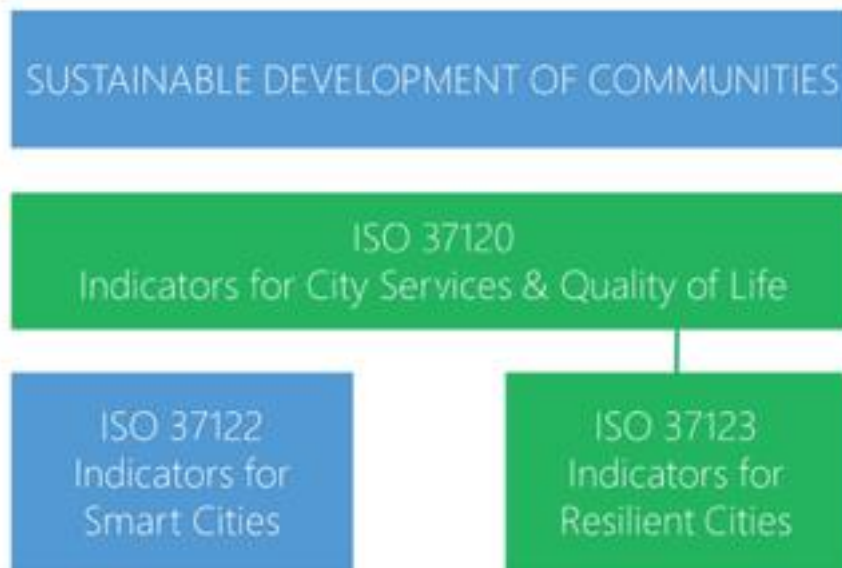 SUSTAINABLE DEVELOPMENT OF COMMUNITIES
ISO 37120
Indicators for City Services & Quality of Life
ISO 37122
Indicators for
Smart Cities
ISO 37123
Indicators for
Resilient Cities